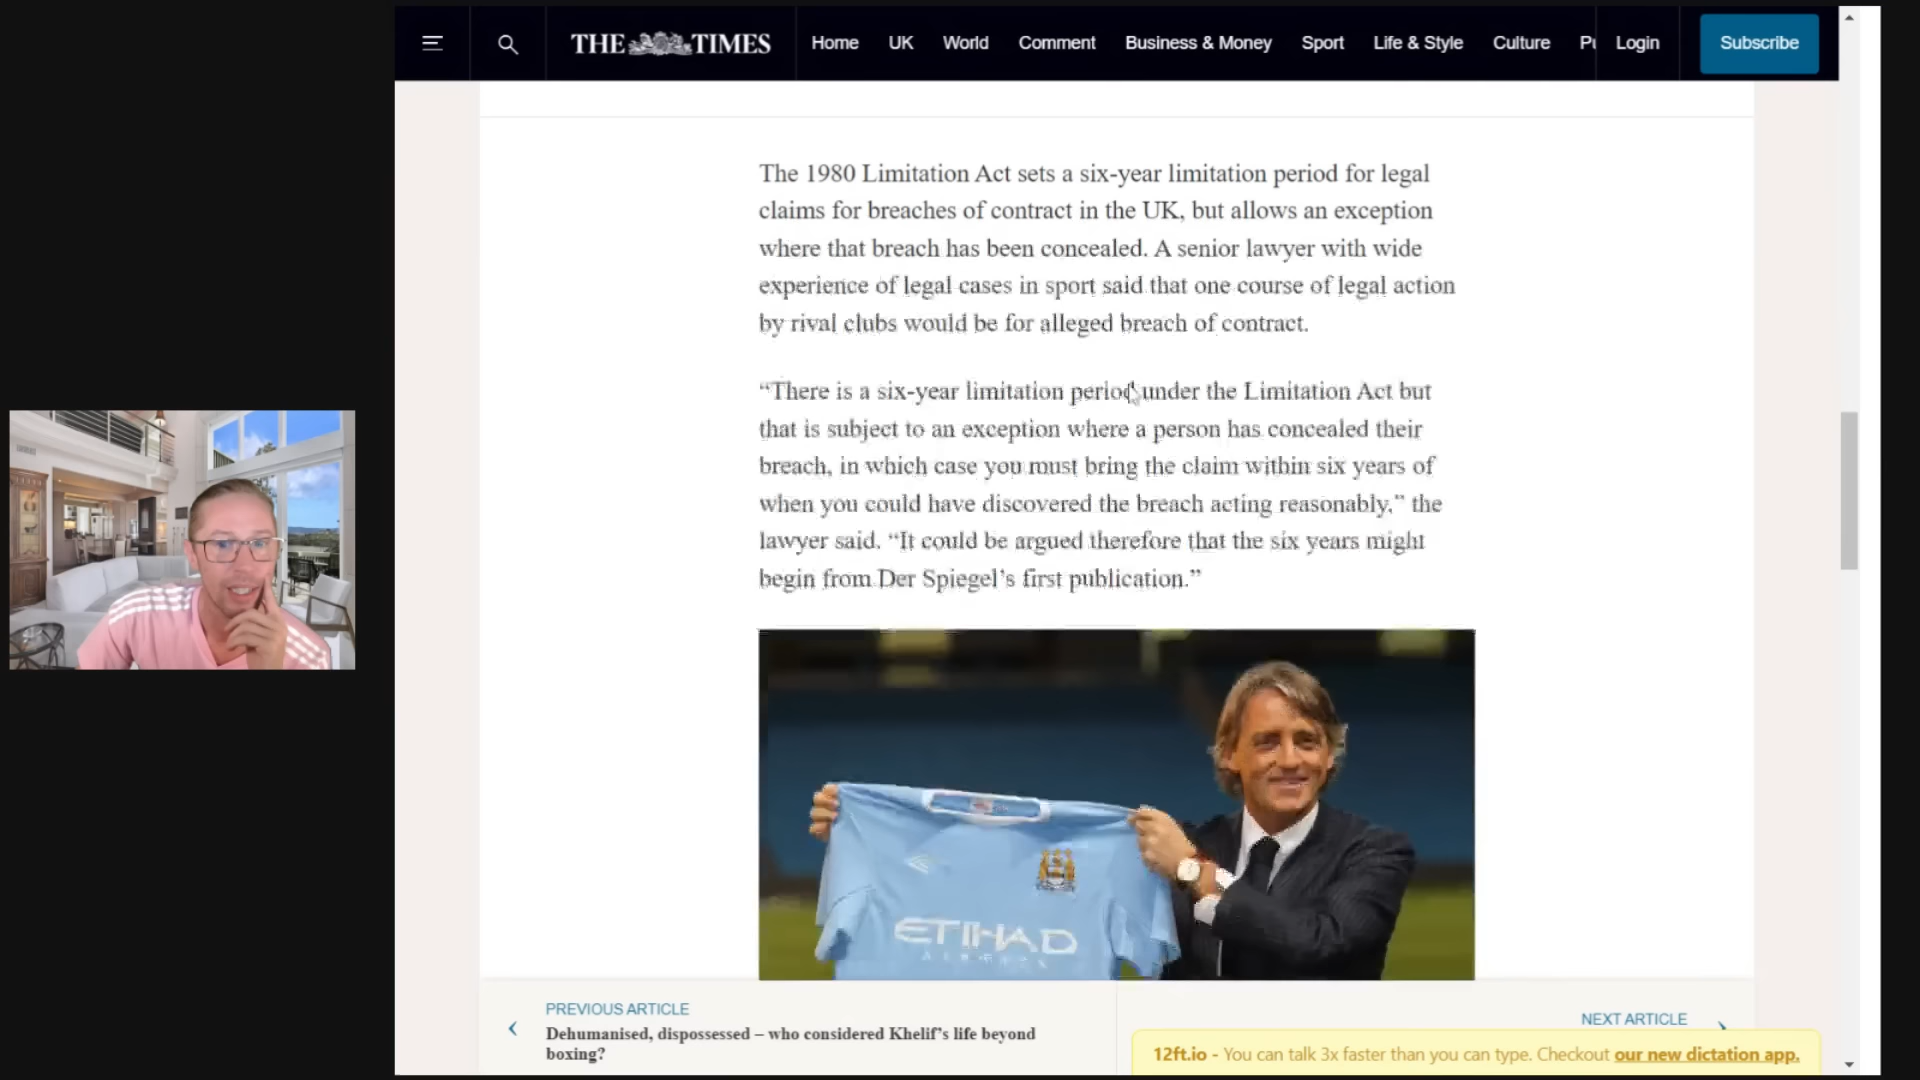 THE TIMES
Home
UK
World
Comment
Business & Money
Sport
Life & Style
Culture
Login
Subscribe
The 1980 Limitation Act sets a six-year limitation period for legal
claims for breaches of contract in the UK, but allows an exception
where that breach has been concealed. A senior lawyer with wide
experience of legal cases in sport said that one course of legal action
by rival clubs would be for alleged breach of contract.
“There is a six-year limitation period under the Limitation Act but
that is subject to an exception where a person has concealed their
breach, in which case you must bring the claim within six years of
when you could have discovered the breach acting reasonably,” the
lawyer said. “It could be argued therefore that the six years might
begin from Der Spiegel’s first publication.”
ETIHAD
PREVIOUS ARTICLE
Dehumanised, dispossessed – who considered Khelif’s life beyond
boxing?
NEXT ARTICLE
12ft.io - You can talk 3x faster than you can type. Checkout our new dictation app.